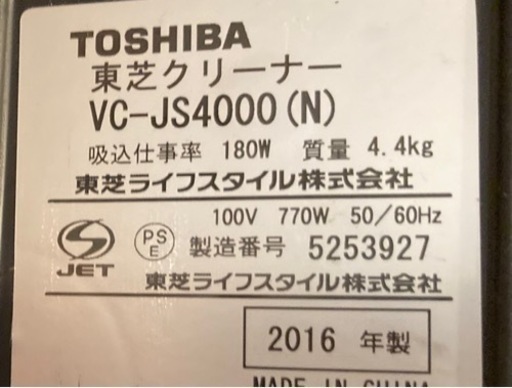 TOSHIBA
東芝クリーナー
VC-JS4000(N)
吸込仕事率 180W 質量 4.4kg
東芝ライフスタイル株式会社
100V 770W 50/60Hz
JET PSE 製造番号 5253927
東芝ライフスタイル株式会社
2016 年製
MADE IN CHINA